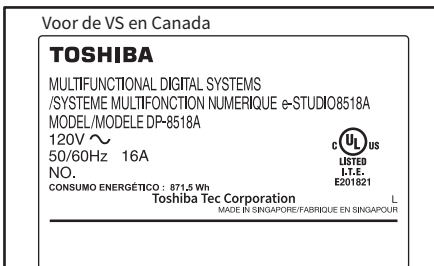 Voor de VS en Canada
TOSHIBA
MULTIFUNCTIONAL DIGITAL SYSTEMS
/SYSTEME MULTIFONCTION NUMERIQUE e-STUDIO8518A
MODEL/MODELE DP-8518A
120V ~
50/60Hz 16A
NO.
CONSUMO ENERGÉTICO : 871.5 Wh
C UL US
LISTED
I.T.E.
E201821
Toshiba Tec Corporation L
MADE IN SINGAPORE/FABRIQUE EN SINGAPOUR